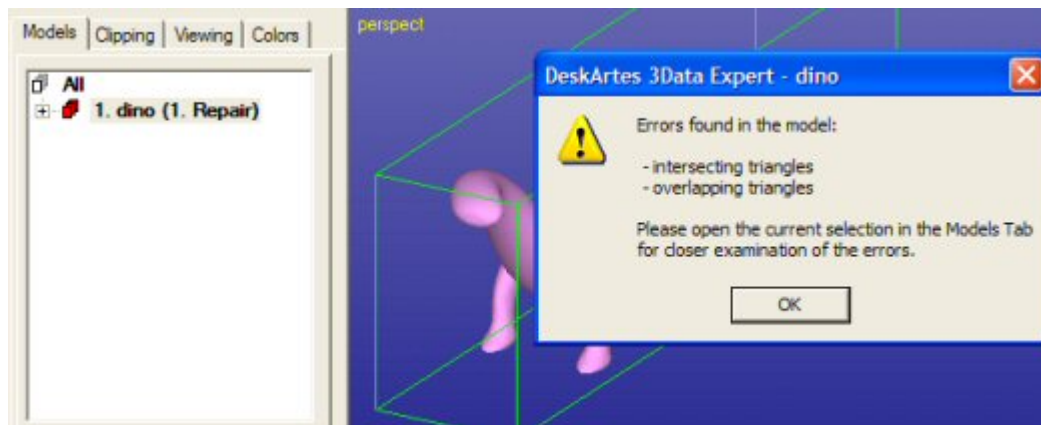 Models Clipping Viewing Colors
All
1. dino (1. Repair)
perspect
DeskArtes 3Data Expert - dino
Errors found in the model:
- intersecting triangles
- overlapping triangles
Please open the current selection in the Models Tab
for closer examination of the errors.
OK